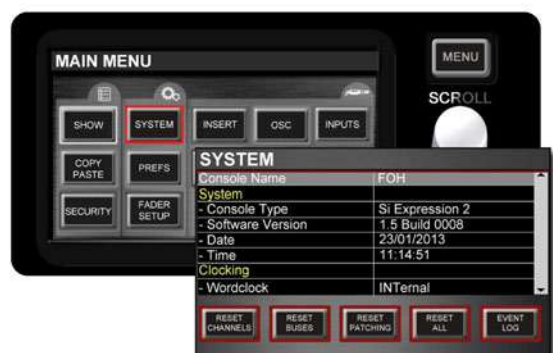 MAIN MENU
MENU
SCROLL
SHOW
SYSTEM
INSERT
OSC
INPUTS
COPY
PASTE
PREFS
SECURITY
FADER
SETUP
SYSTEM
Console Name FOH
System
- Console Type Si Expression 2
- Software Version 1.5 Build 0008
- Date 23/01/2013
- Time 11:14:51
Clocking
- Wordclock INTernal
RESET
CHANNELS
RESET
BUSES
RESET
PATCHING
RESET
ALL
EVENT
LOG